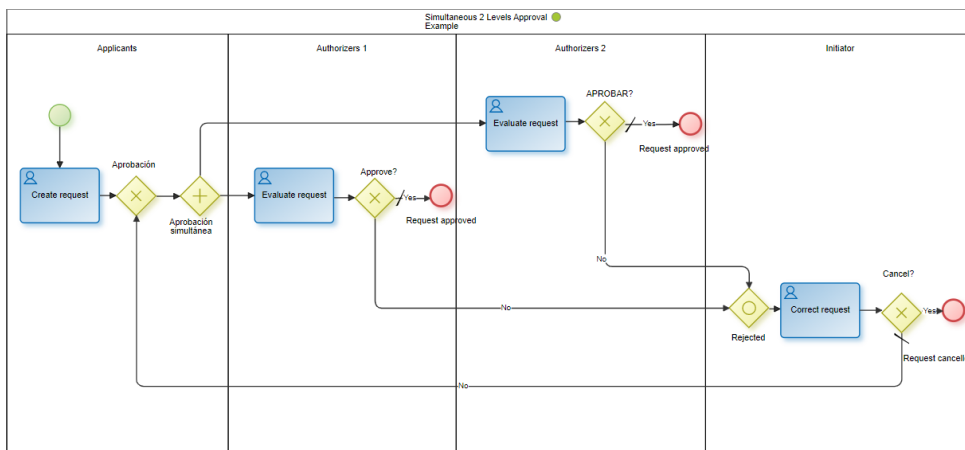 Simultaneous 2 Levels Approval
Example
Applicants
Authorizers 1
Authorizers 2
Initiator
Create request
Aprobación
Aprobación
simultánea
Evaluate request
Approve?
Yes
Request approved
Evaluate request
APROBAR?
Yes
Request approved
No
No
Rejected
Correct request
Cancel?
Yes
Request cancelle
No